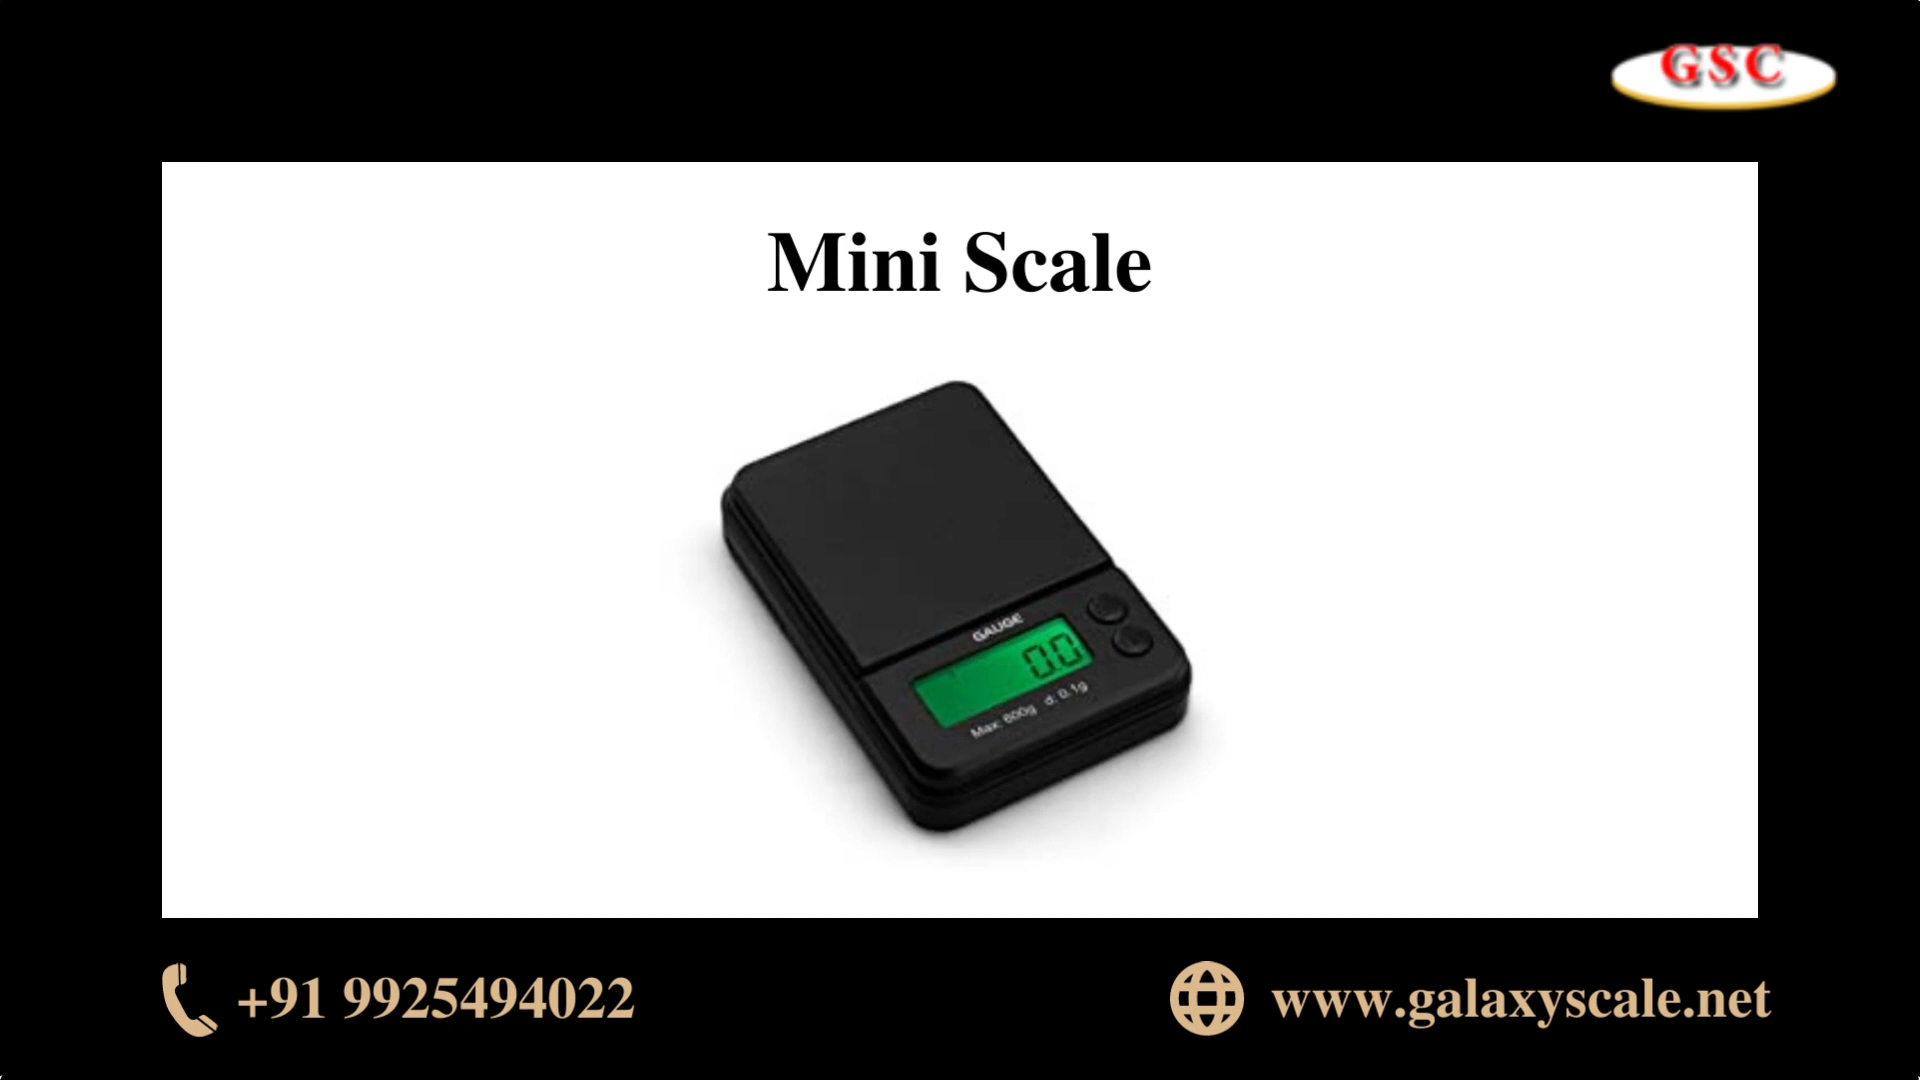 GSC
Mini Scale
GAUGE
0.0
Max: 600g d: 0.1g
+91 9925494022
www.galaxyscale.net